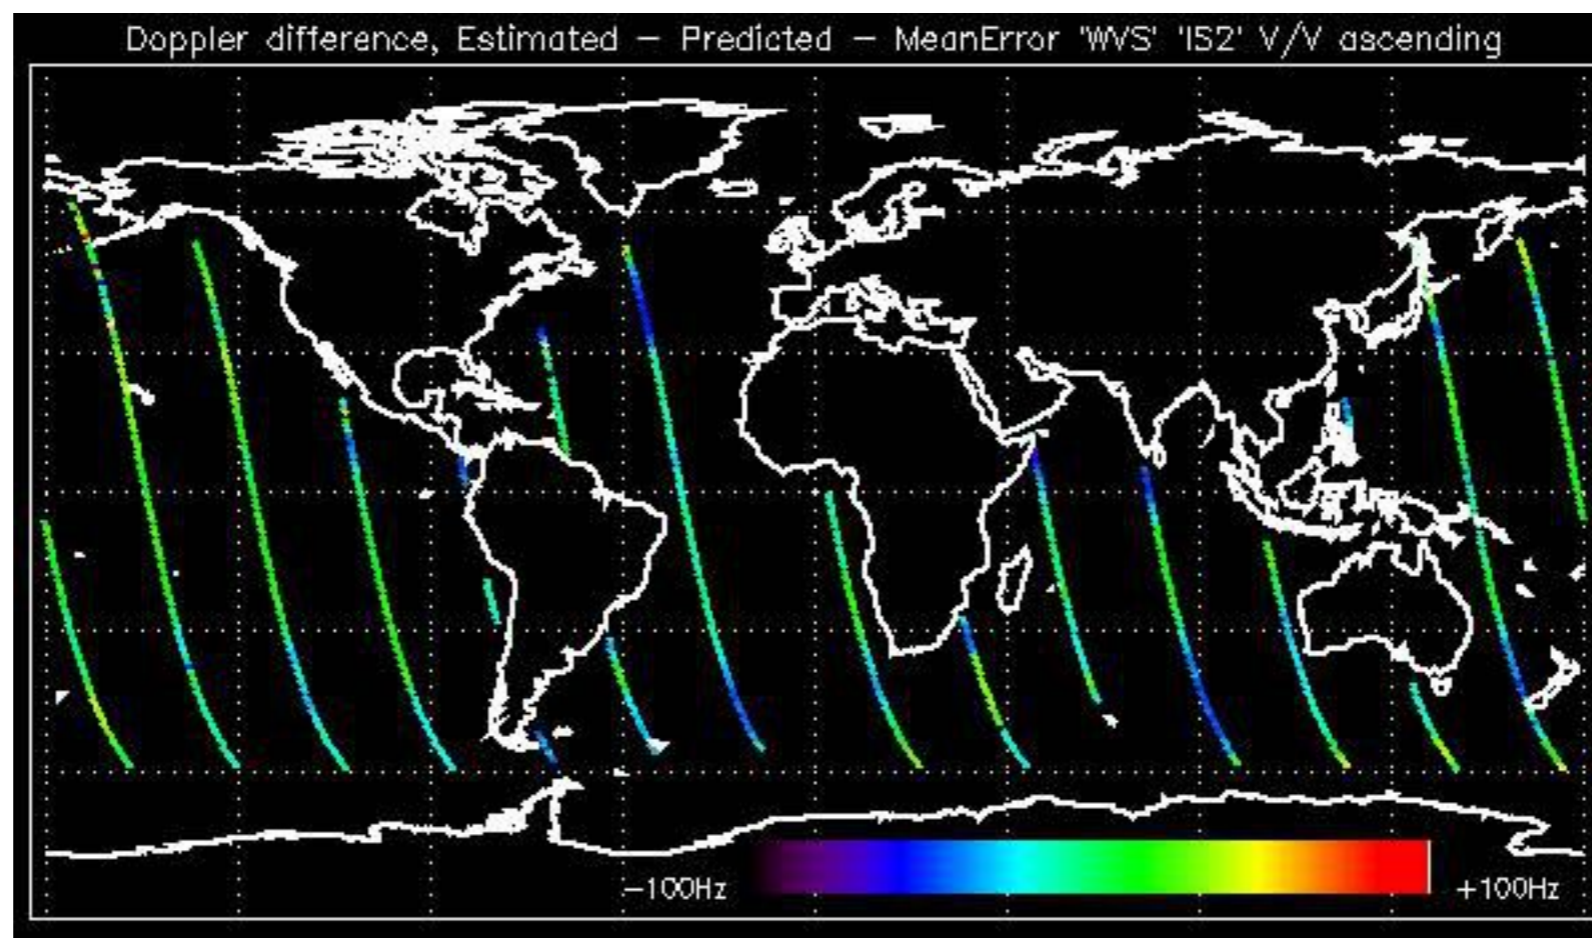 Doppler difference, Estimated — Predicted — MeanError 'WVS' 'IS2' V/V ascending
−100Hz
+100Hz